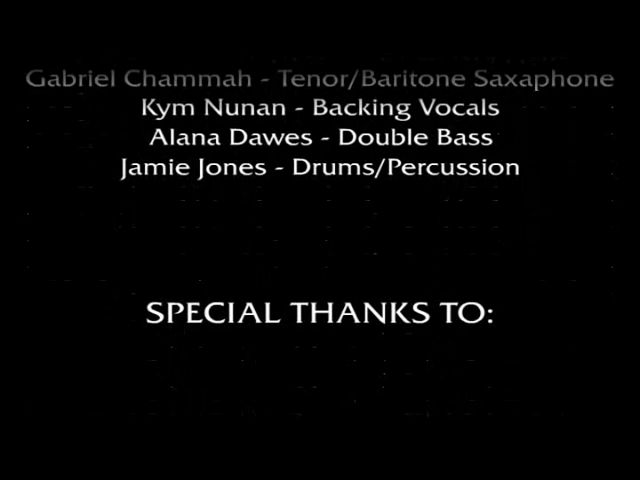 Gabriel Chammah - Tenor/Baritone Saxaphone
Kym Nunan - Backing Vocals
Alana Dawes - Double Bass
Jamie Jones - Drums/Percussion
SPECIAL THANKS TO: